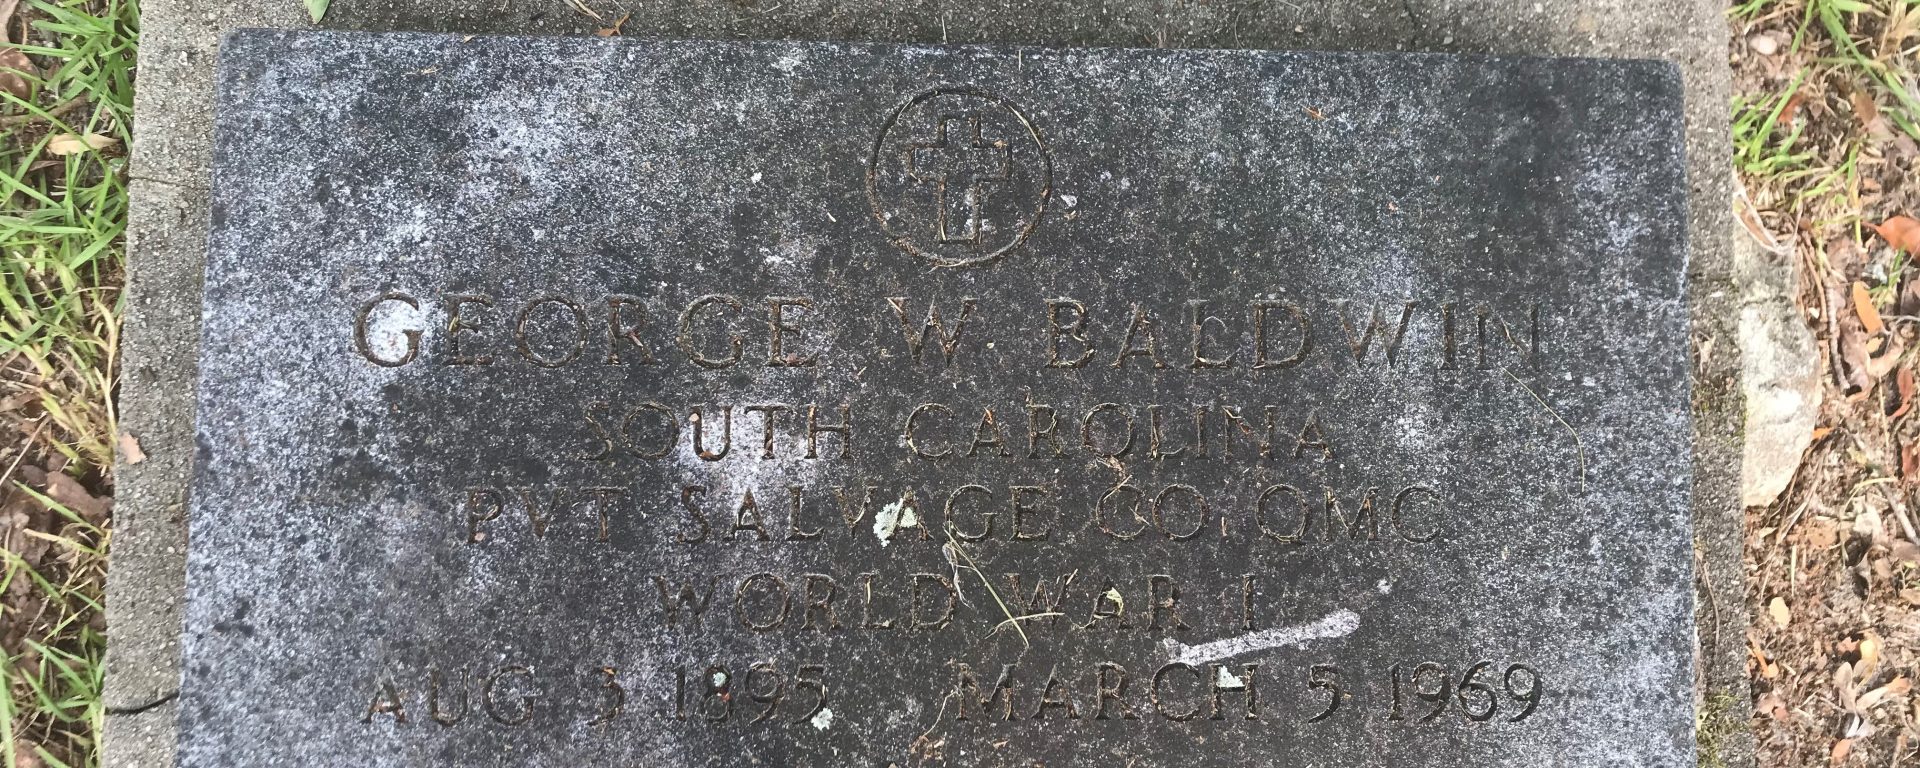 GEORGE W BALDWIN
SOUTH CAROLINA
PVT SALVAGE CO QMC
WORLD WAR I
AUG 3 1895 MARCH 5 1969